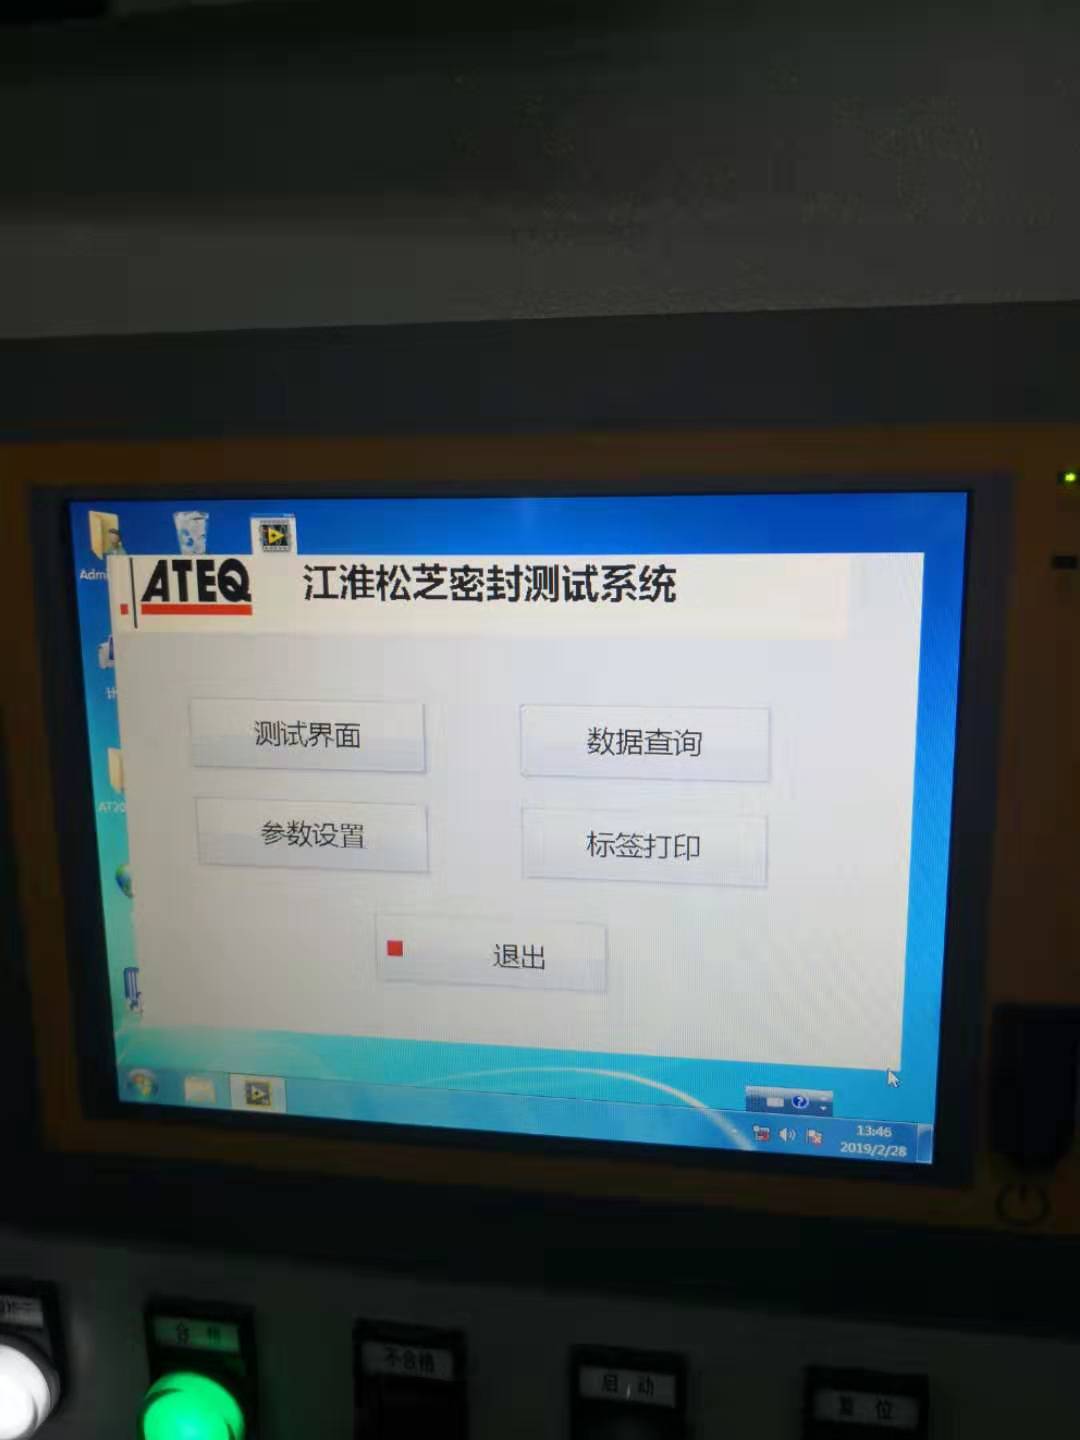 Admi
ATEQ
江淮松芝密封测试系统
测试界面
数据查询
参数设置
标签打印
AT20
退出
13:46
2019/2/28
合格
不合格
启动
复位